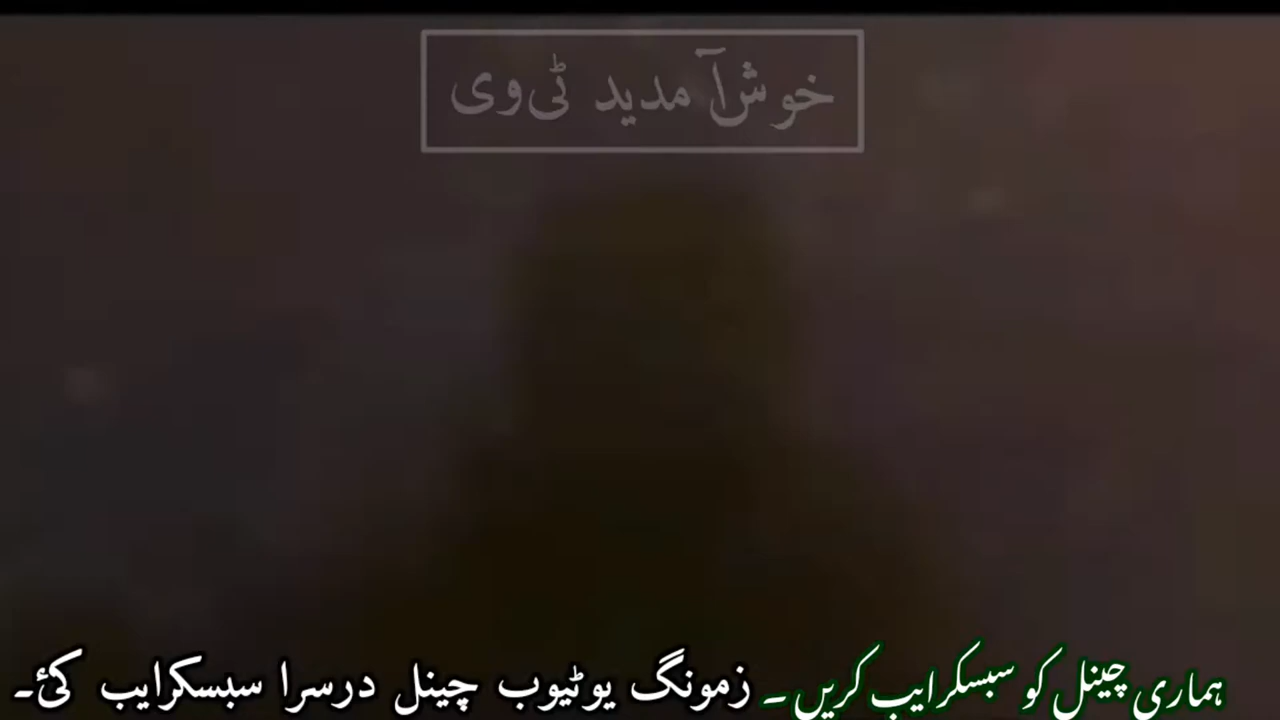 خوش آمدید ٹی وی
ہماری چینل کو سبسکرایب کریں ۔ زمونگ یوٹیوب چینل درسرا سبسکرایب کئ۔